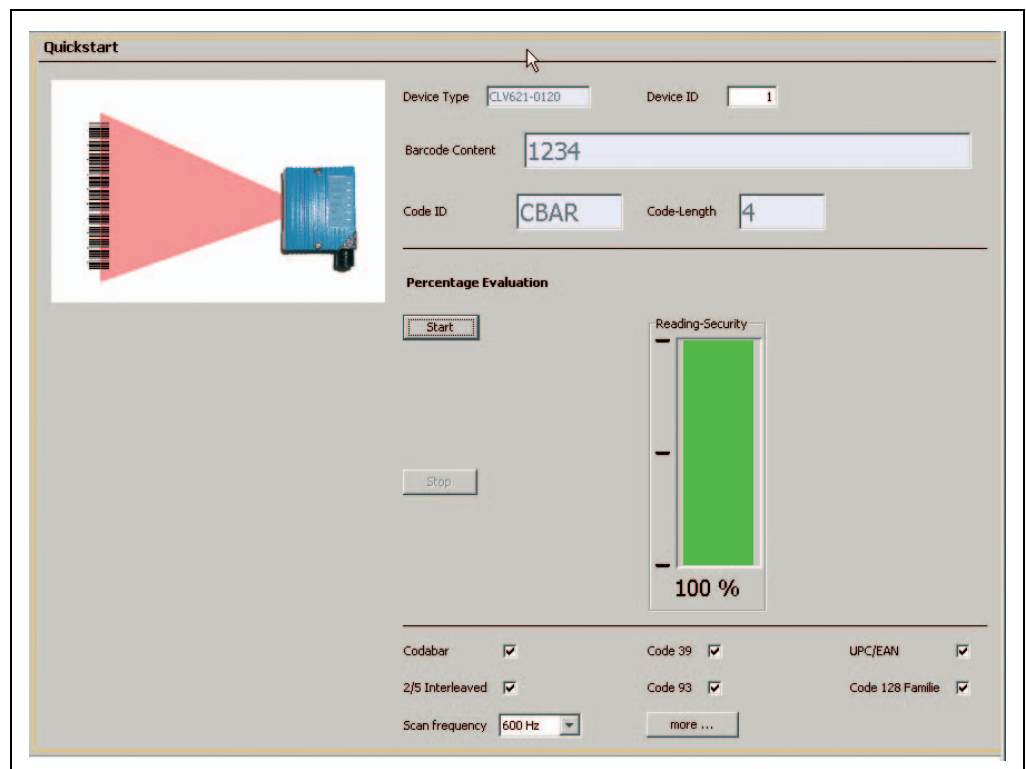 Quickstart
Device Type CLV621-0120 Device ID 1
Barcode Content 1234
Code ID CBAR Code-Length 4
Percentage Evaluation
Start Reading-Security
Stop
100 %
Codabar Code 39 UPC/EAN
2/5 Interleaved Code 93 Code 128 Familie
Scan frequency 600 Hz more ...